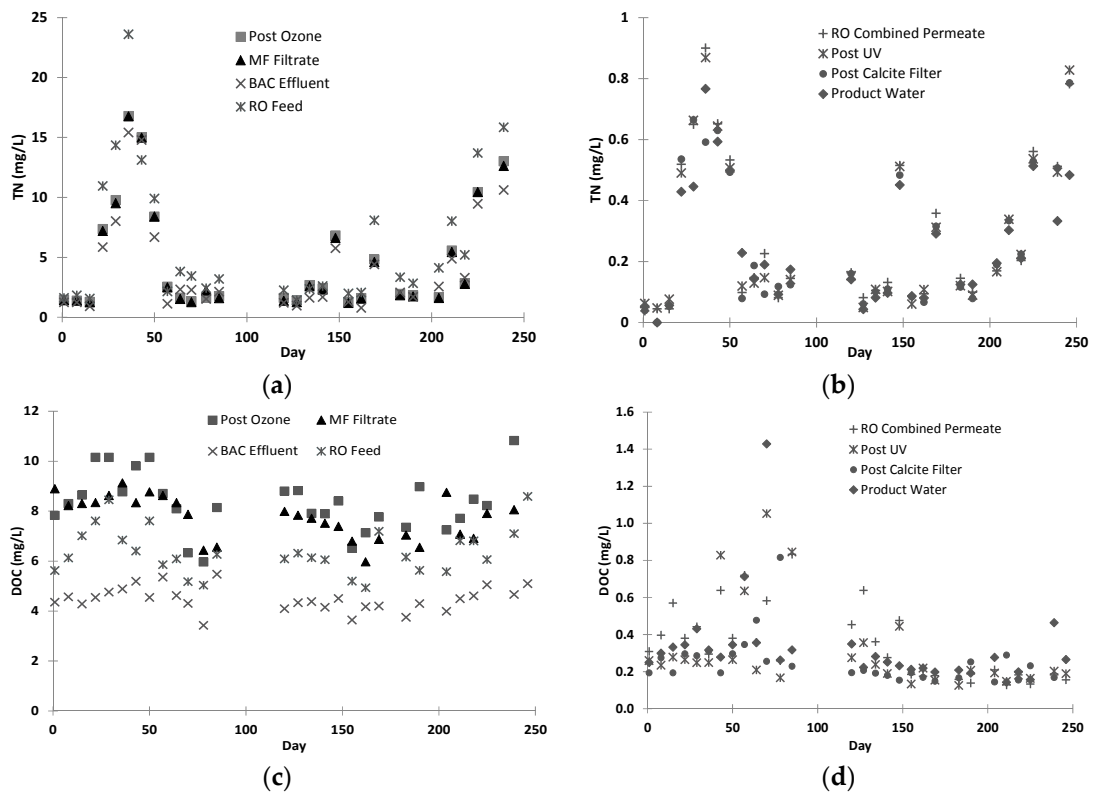 25
20
15
10
5
0
TN (mg/L)
Post Ozone
MF Filtrate
BAC Effluent
RO Feed
0 50 100 150 200 250
Day
(a)
1
0.8
0.6
0.4
0.2
0
TN (mg/L)
RO Combined Permeate
Post UV
Post Calcite Filter
Product Water
0 50 100 150 200 250
Day
(b)
12
10
8
6
4
2
0
DOC (mg/L)
Post Ozone MF Filtrate
BAC Effluent RO Feed
0 50 100 150 200 250
Day
(c)
1.6
1.4
1.2
1.0
0.8
0.6
0.4
0.2
0.0
DOC (mg/L)
RO Combined Permeate
Post UV
Post Calcite Filter
Product Water
0 50 100 150 200 250
Day
(d)